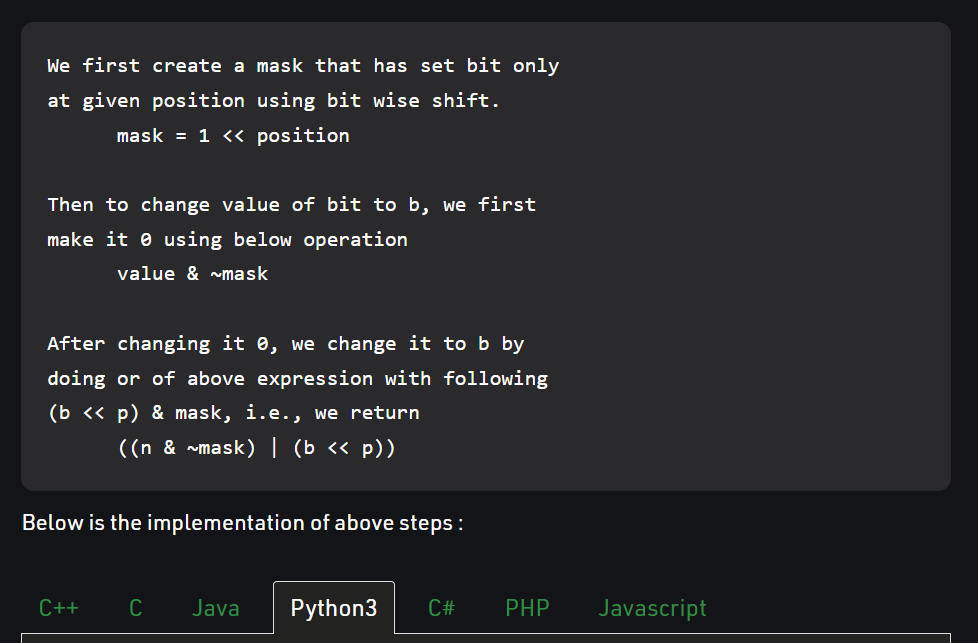 We first create a mask that has set bit only
at given position using bit wise shift.
mask = 1 << position
Then to change value of bit to b, we first
make it 0 using below operation
value & ~mask
After changing it 0, we change it to b by
doing or of above expression with following
(b << p) & mask, i.e., we return
((n & ~mask) | (b << p))
Below is the implementation of above steps :
C++ C Java Python3 C# PHP Javascript